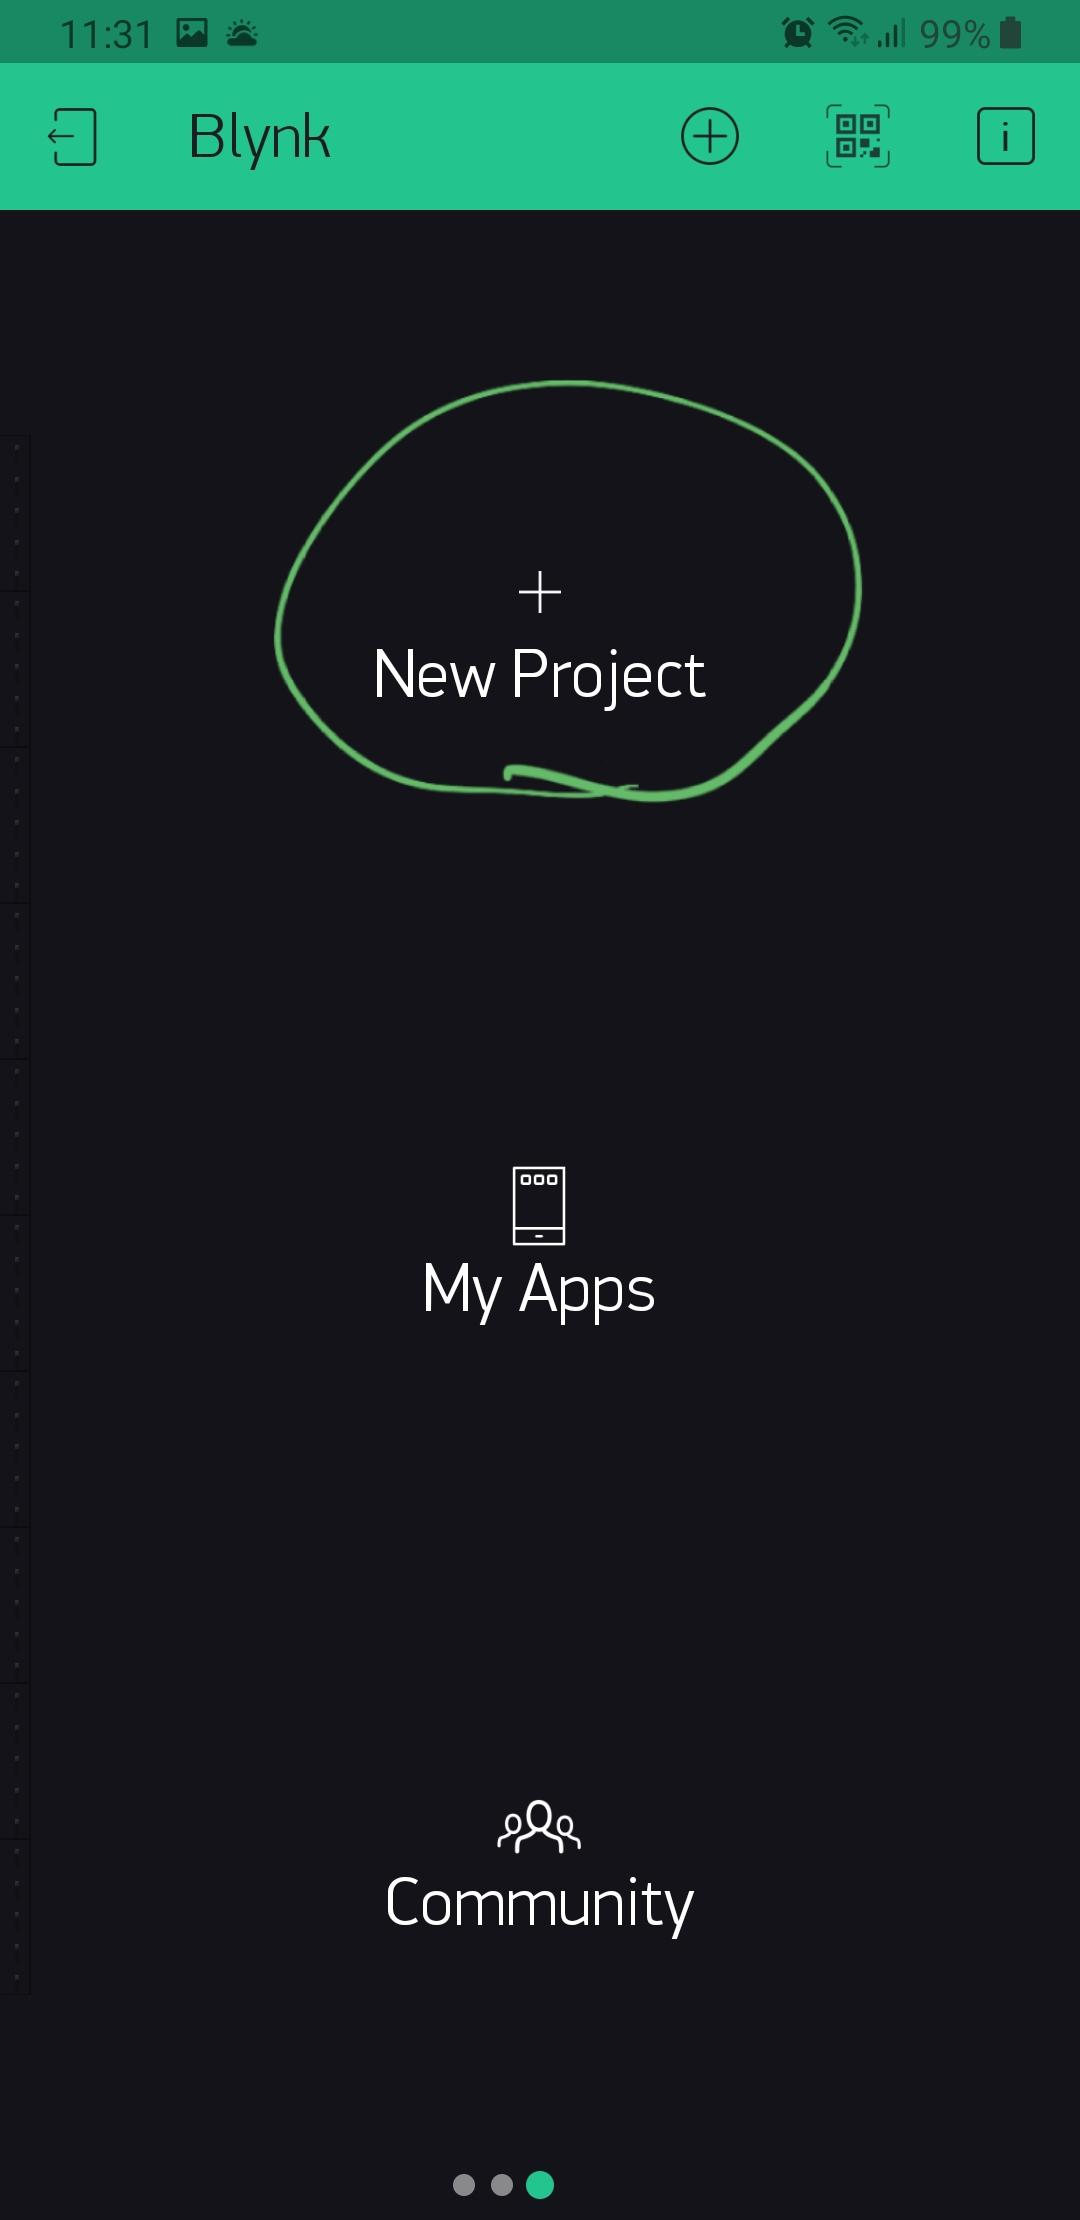 11:31 99%
Blynk i
New Project
My Apps
Community